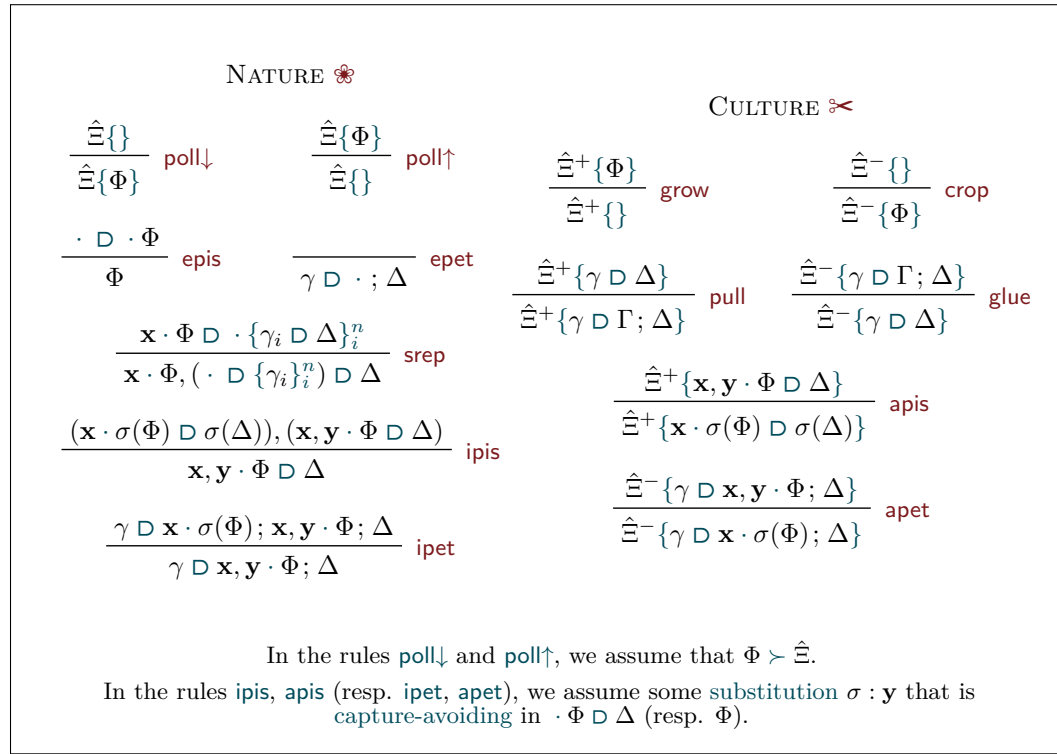 NATURE ❀
Ξ̂{}
Ξ̂{Φ}
poll↓
Ξ̂{Φ}
Ξ̂{}
poll↑
· ⊃ · Φ
Φ
epis
γ ⊃ · ; Δ
epet
x · Φ ⊃ · {γᵢ ⊃ Δ}ᵢⁿ
x · Φ, ( · ⊃ {γᵢ}ᵢⁿ) ⊃ Δ
srep
(x · σ(Φ) ⊃ σ(Δ)), (x, y · Φ ⊃ Δ)
x, y · Φ ⊃ Δ
ipis
γ ⊃ x · σ(Φ) ; x, y · Φ ; Δ
γ ⊃ x, y · Φ ; Δ
ipet
CULTURE ✂
Ξ̂⁺{Φ}
Ξ̂⁺{}
grow
Ξ̂⁻{}
Ξ̂⁻{Φ}
crop
Ξ̂⁺{γ ⊃ Δ}
Ξ̂⁺{γ ⊃ Γ ; Δ}
pull
Ξ̂⁻{γ ⊃ Γ ; Δ}
Ξ̂⁻{γ ⊃ Δ}
glue
Ξ̂⁺{x, y · Φ ⊃ Δ}
Ξ̂⁺{x · σ(Φ) ⊃ σ(Δ)}
apis
Ξ̂⁻{γ ⊃ x, y · Φ ; Δ}
Ξ̂⁻{γ ⊃ x · σ(Φ) ; Δ}
apet
In the rules poll↓ and poll↑, we assume that Φ ≻ Ξ̂.
In the rules ipis, apis (resp. ipet, apet), we assume some substitution σ : y that is
capture-avoiding in · Φ ⊃ Δ (resp. Φ).